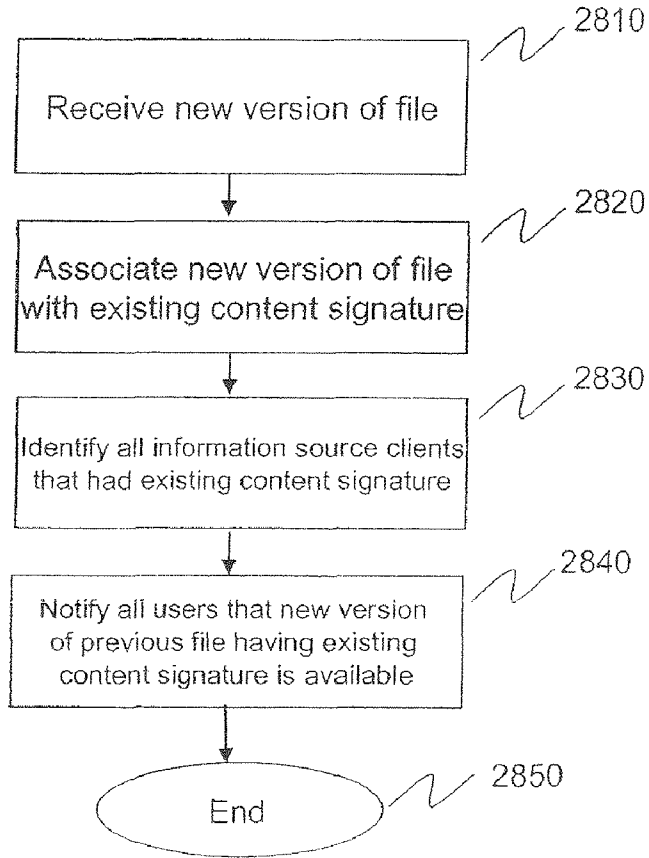 2810
Receive new version of file
2820
Associate new version of file
with existing content signature
2830
Identify all information source clients
that had existing content signature
2840
Notify all users that new version
of previous file having existing
content signature is available
2850
End